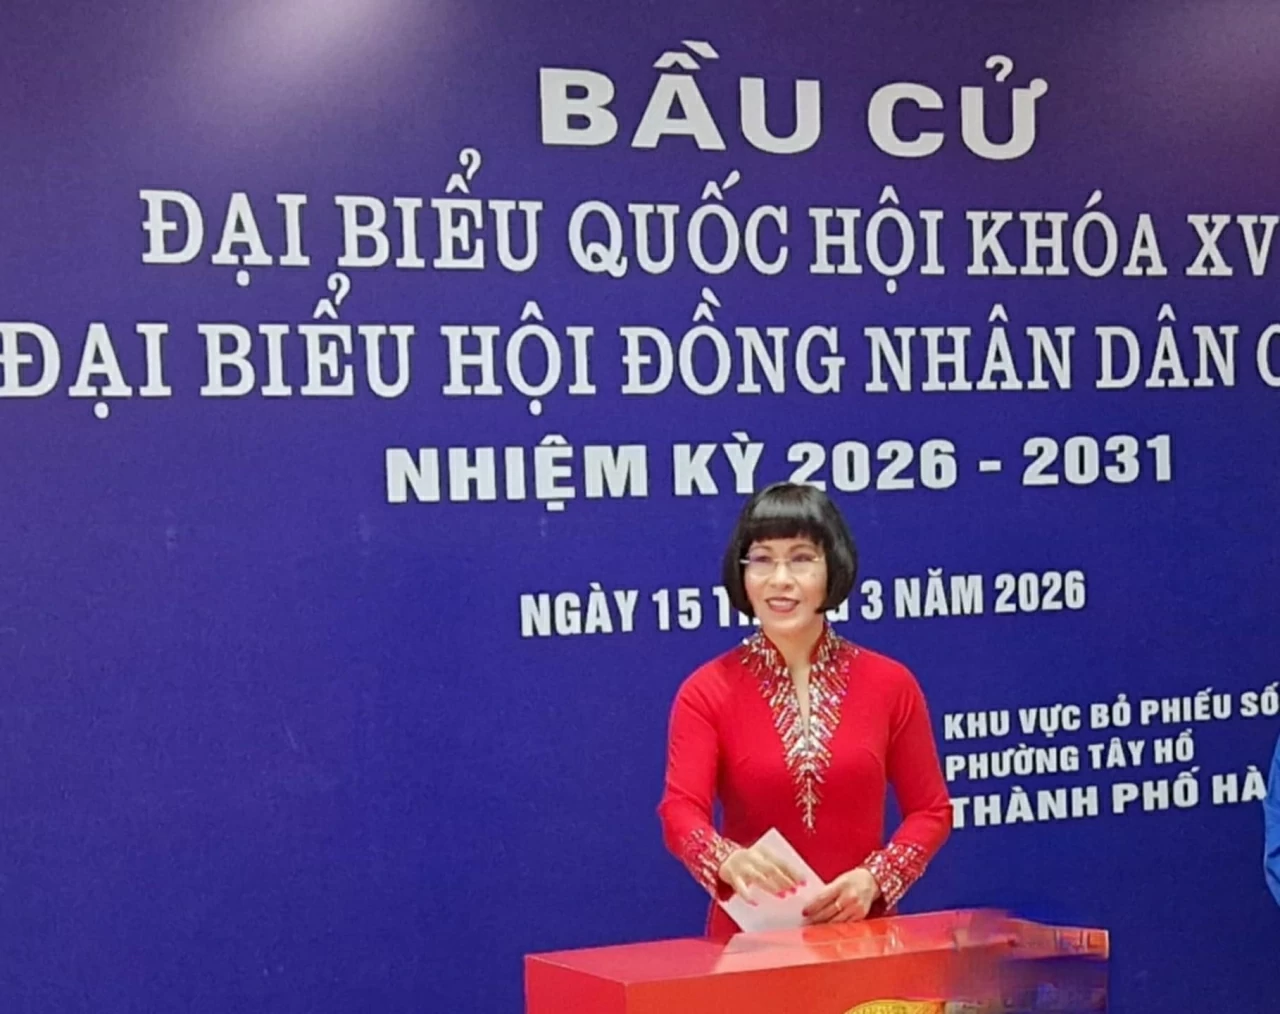 BẦU CỬ
ĐẠI BIỂU QUỐC HỘI KHÓA XV
ĐẠI BIỂU HỘI ĐỒNG NHÂN DÂN C
NHIỆM KỲ 2026 - 2031
NGÀY 15 3 NĂM 2026
KHU VỰC BỎ PHIẾU SỐ
PHƯỜNG TÂY HỒ
THÀNH PHỐ HÀ